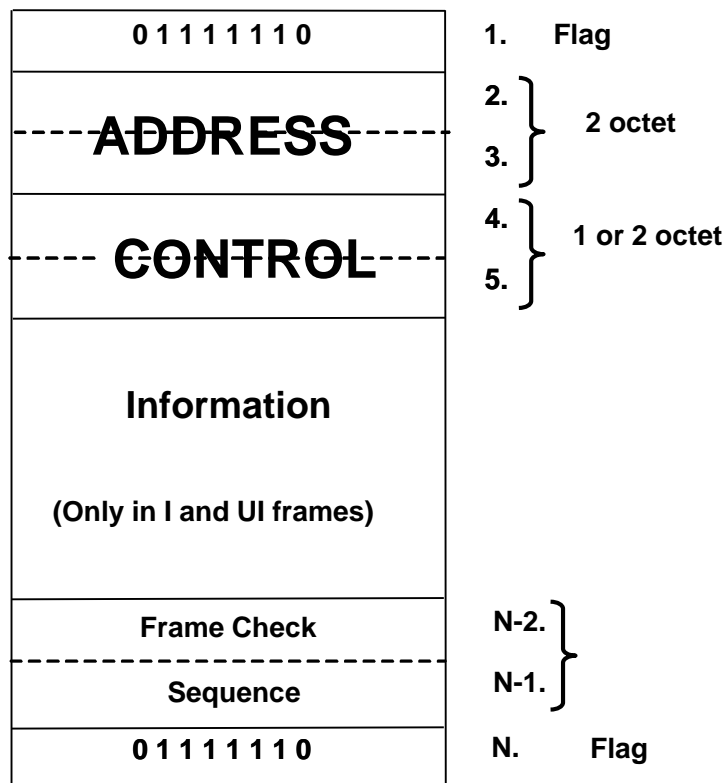 0 1 1 1 1 1 1 0 1. Flag
2.
ADDRESS 2 octet
3.
4.
CONTROL 1 or 2 octet
5.
Information
(Only in I and UI frames)
Frame Check N-2.
Sequence N-1.
0 1 1 1 1 1 1 0 N. Flag